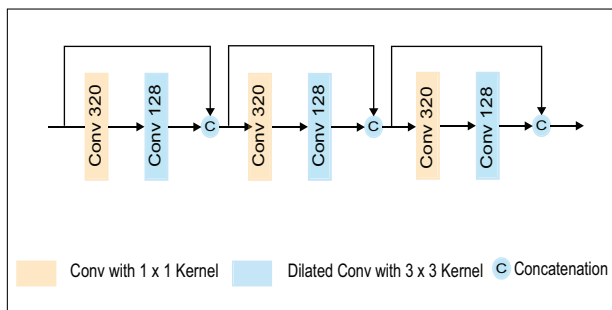 Conv 320
Conv 128
C
Conv 320
Conv 128
C
Conv 320
Conv 128
C
Conv with 1 x 1 Kernel
Dilated Conv with 3 x 3 Kernel
C Concatenation